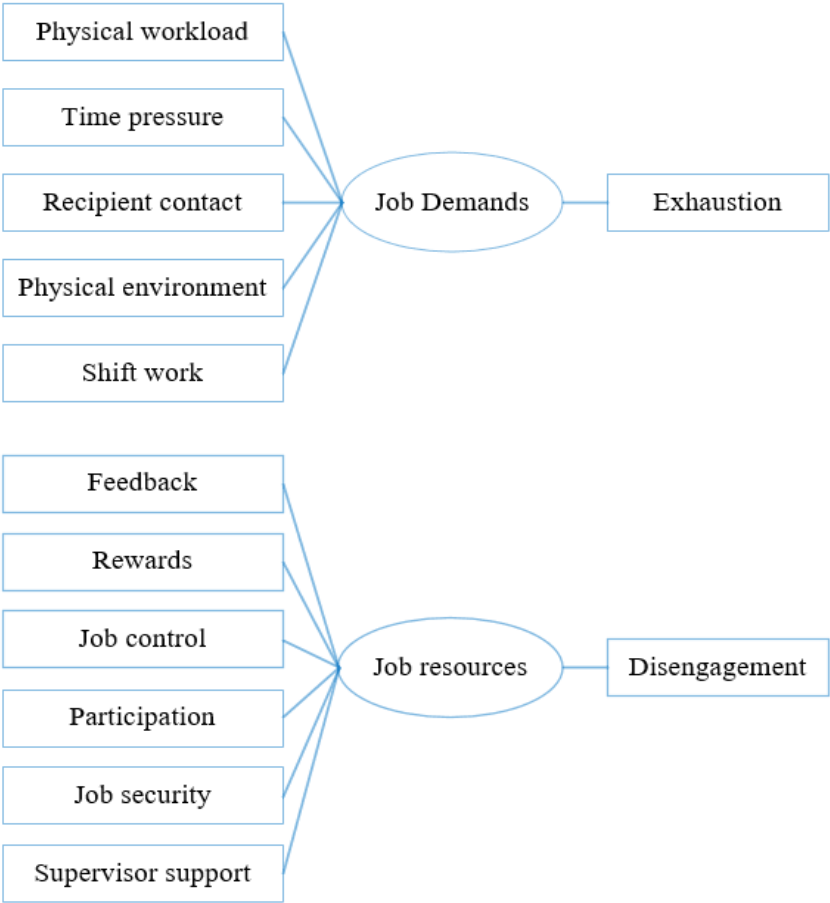 Physical workload
Time pressure
Recipient contact
Physical environment
Shift work
Job Demands
Exhaustion
Feedback
Rewards
Job control
Participation
Job security
Supervisor support
Job resources
Disengagement